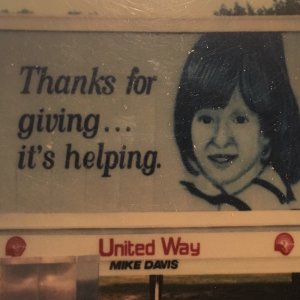 Thanks for
giving...
it's helping.
United Way
MIKE DAVIS